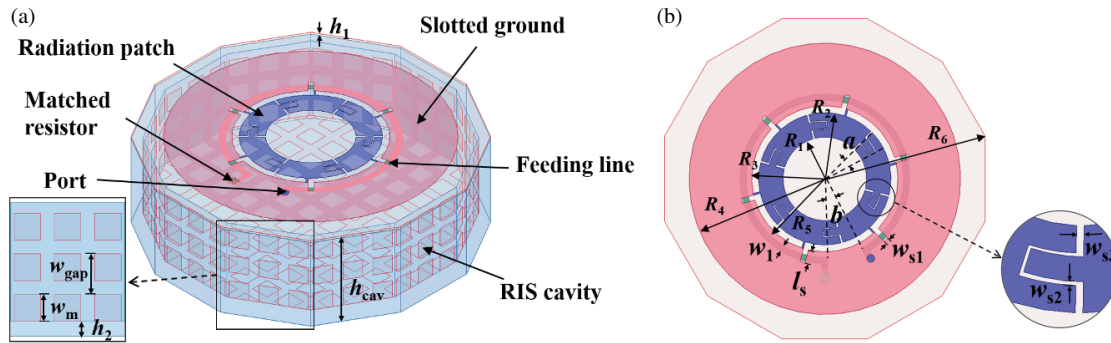 (a)
h1
Radiation patch
Slotted ground
Matched
resistor
Port
Feeding line
RIS cavity
hcav
wgap
wm
h2
(b)
R1
R2
R3
R4
R5
R6
a
b
w1
ls
ws1
ws2